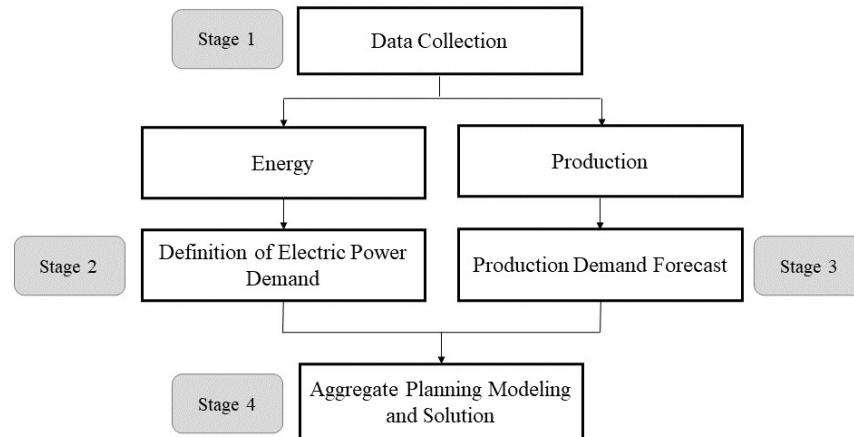 Stage 1
Data Collection
Energy
Production
Stage 2
Definition of Electric Power
Demand
Production Demand Forecast
Stage 3
Stage 4
Aggregate Planning Modeling
and Solution